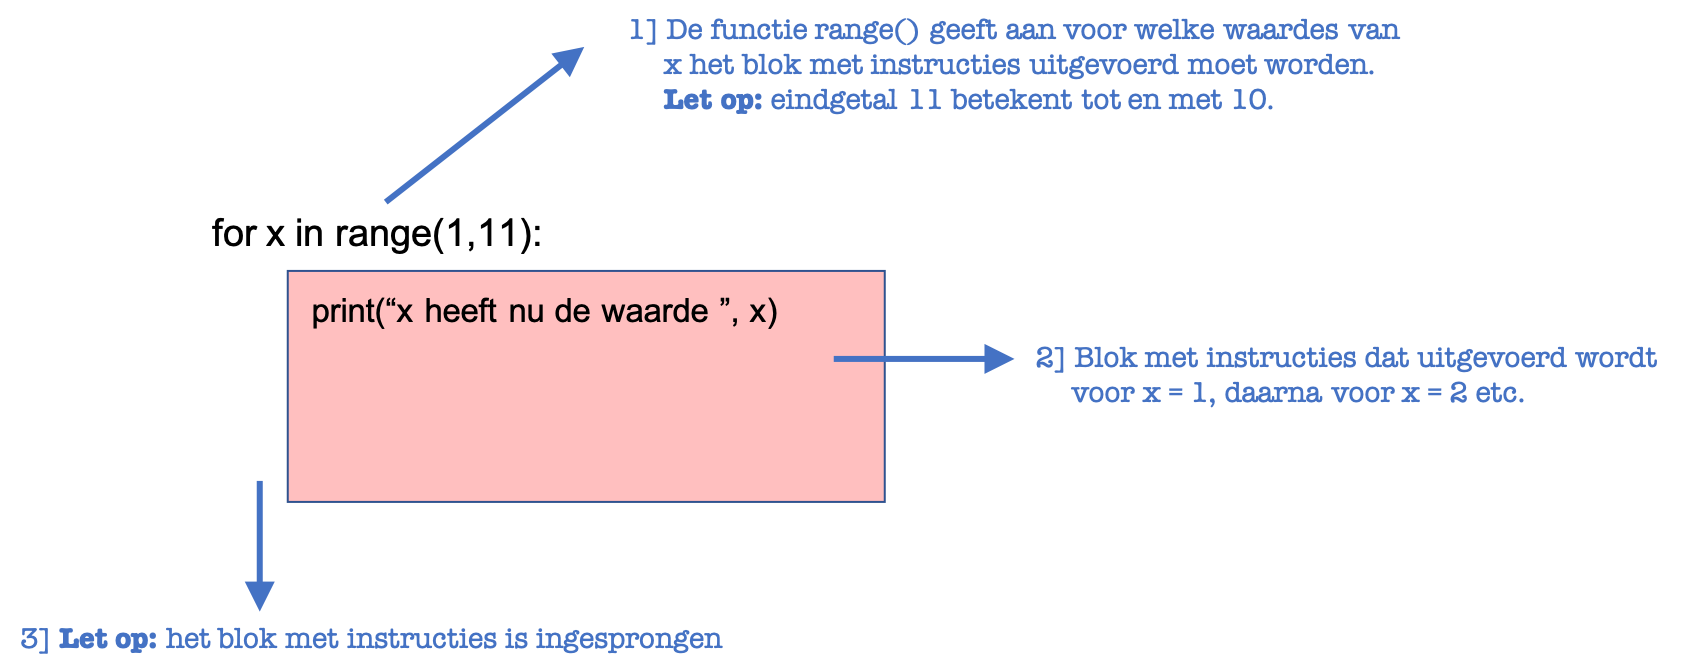 1] De functie range() geeft aan voor welke waardes van
x het blok met instructies uitgevoerd moet worden.
Let op: eindgetal 11 betekent tot en met 10.
for x in range(1,11):
print(“x heeft nu de waarde ”, x)
2] Blok met instructies dat uitgevoerd wordt
voor x = 1, daarna voor x = 2 etc.
3] Let op: het blok met instructies is ingesprongen